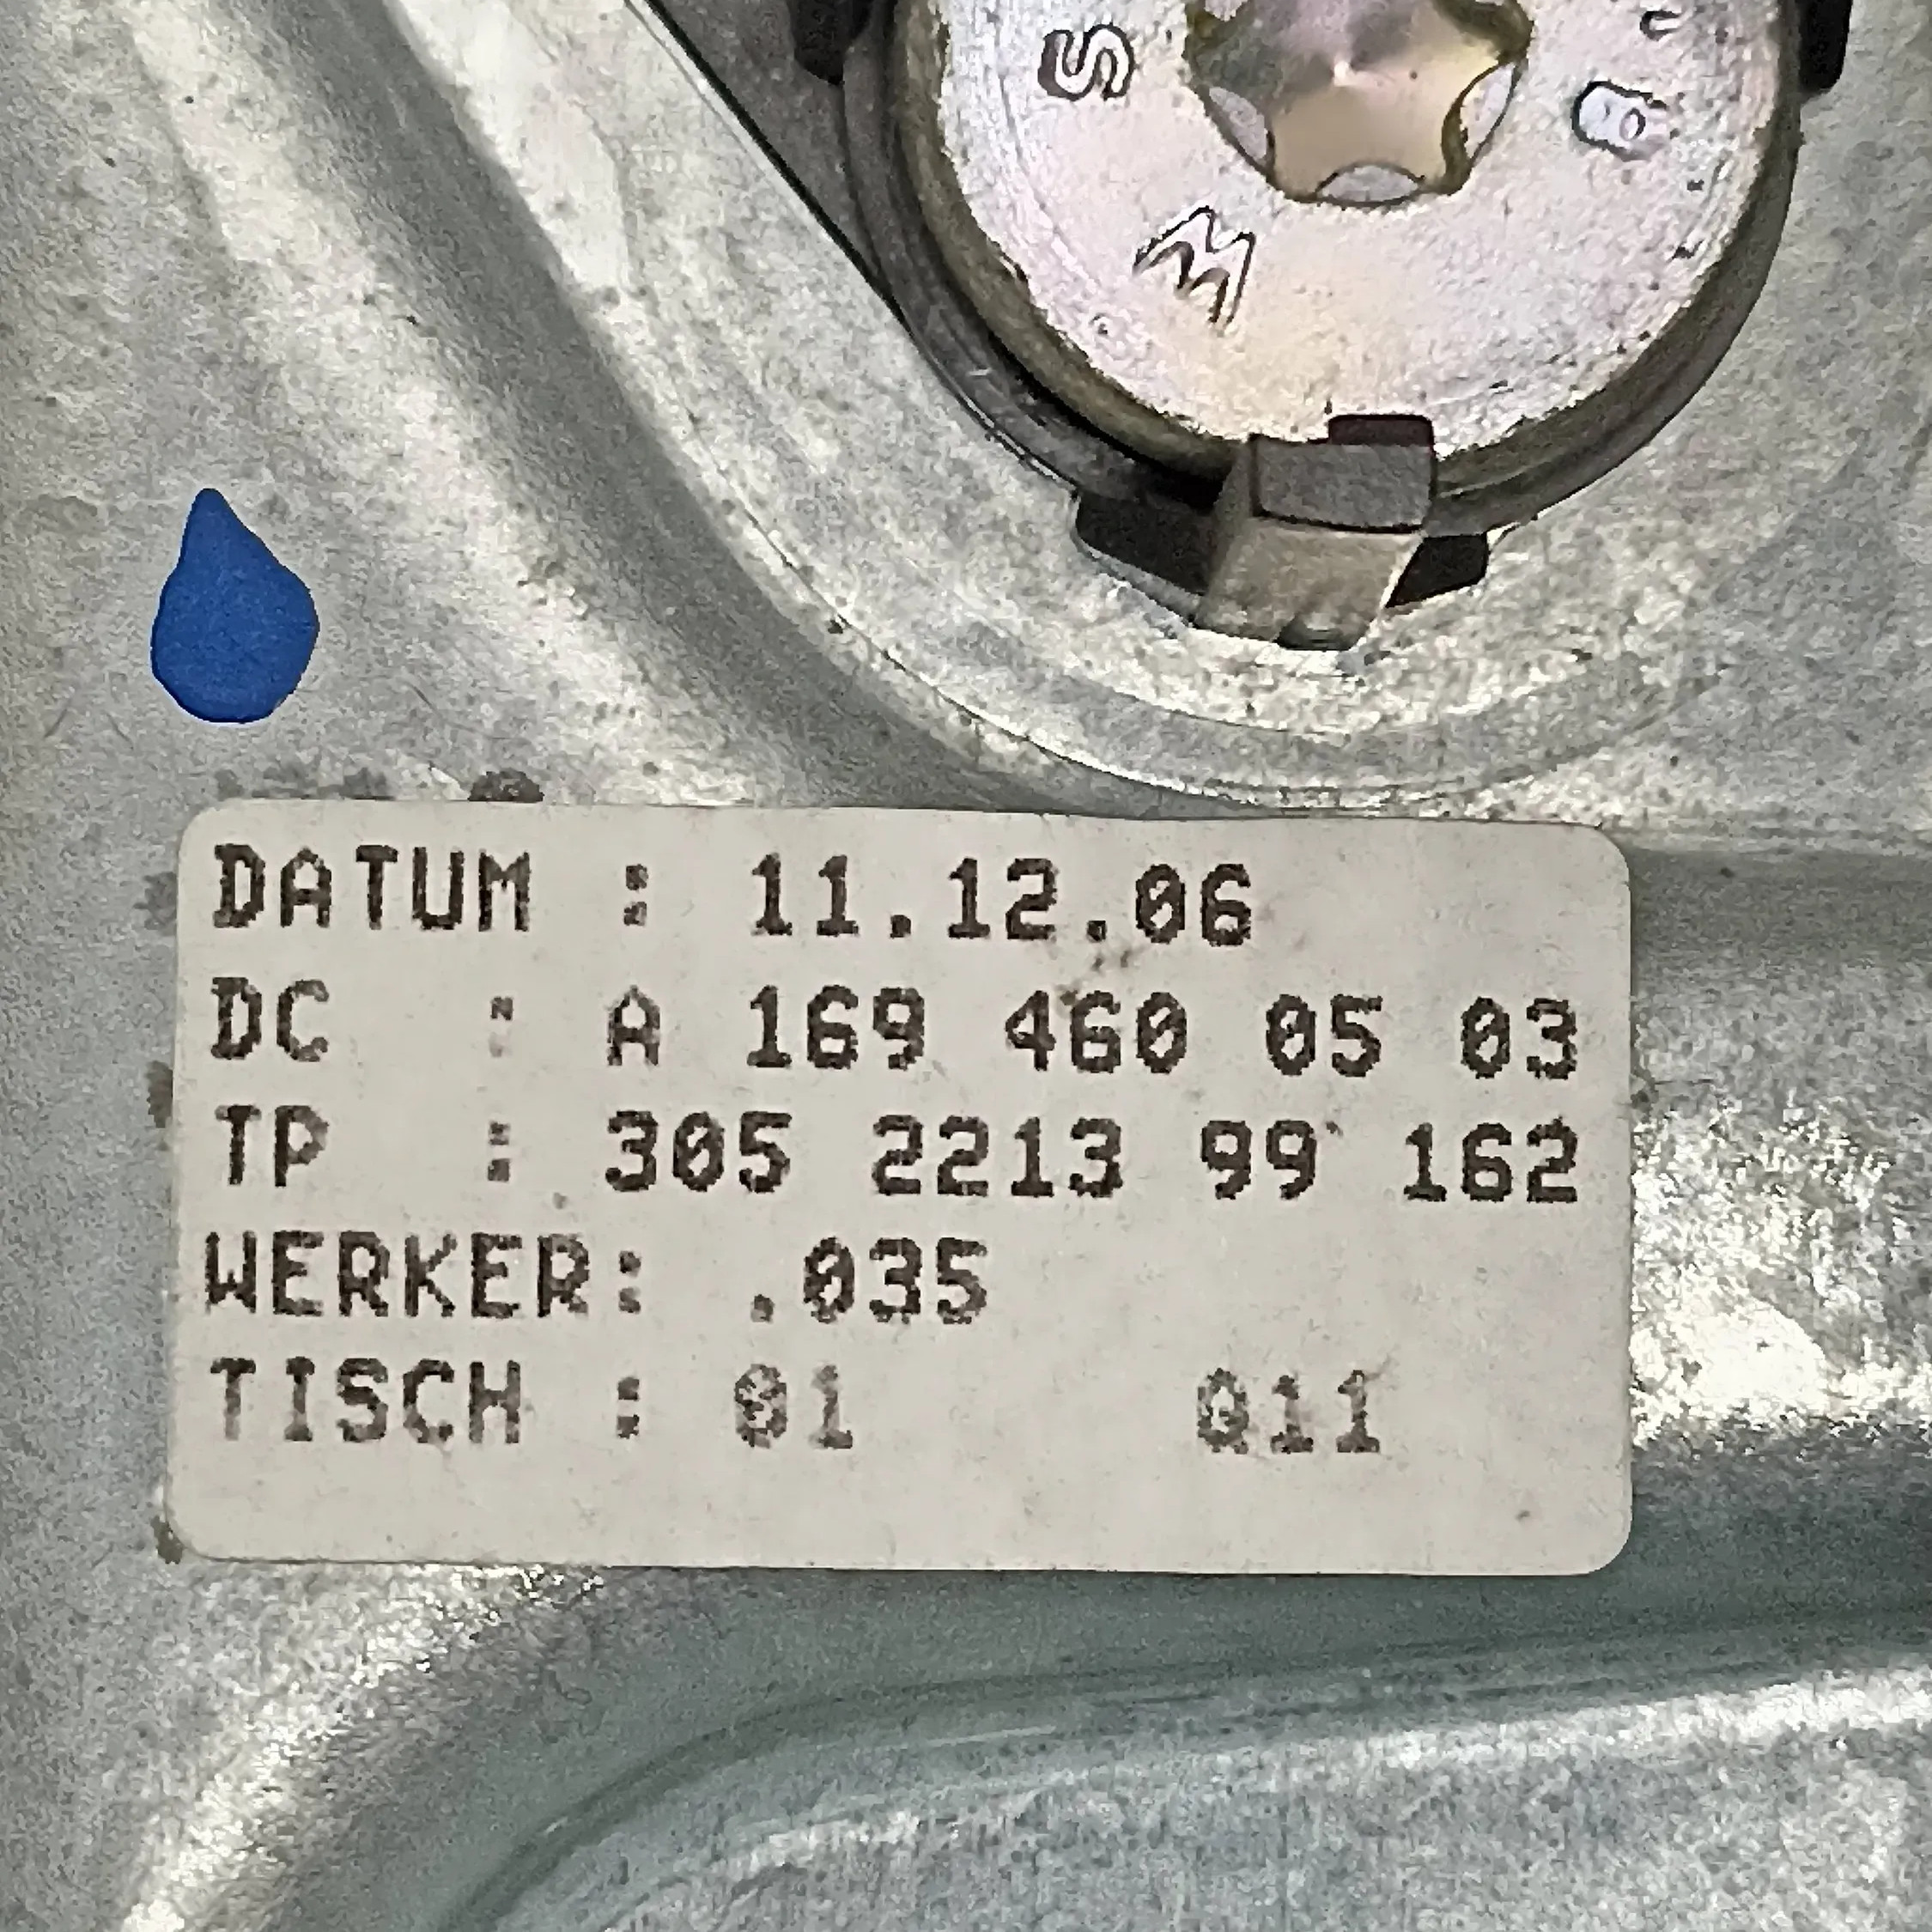 S
8
M
DATUM : 11.12.06
DC : A 169 460 05 03
TP : 305 2213 99 162
WERKER: .035
TISCH : 01 011